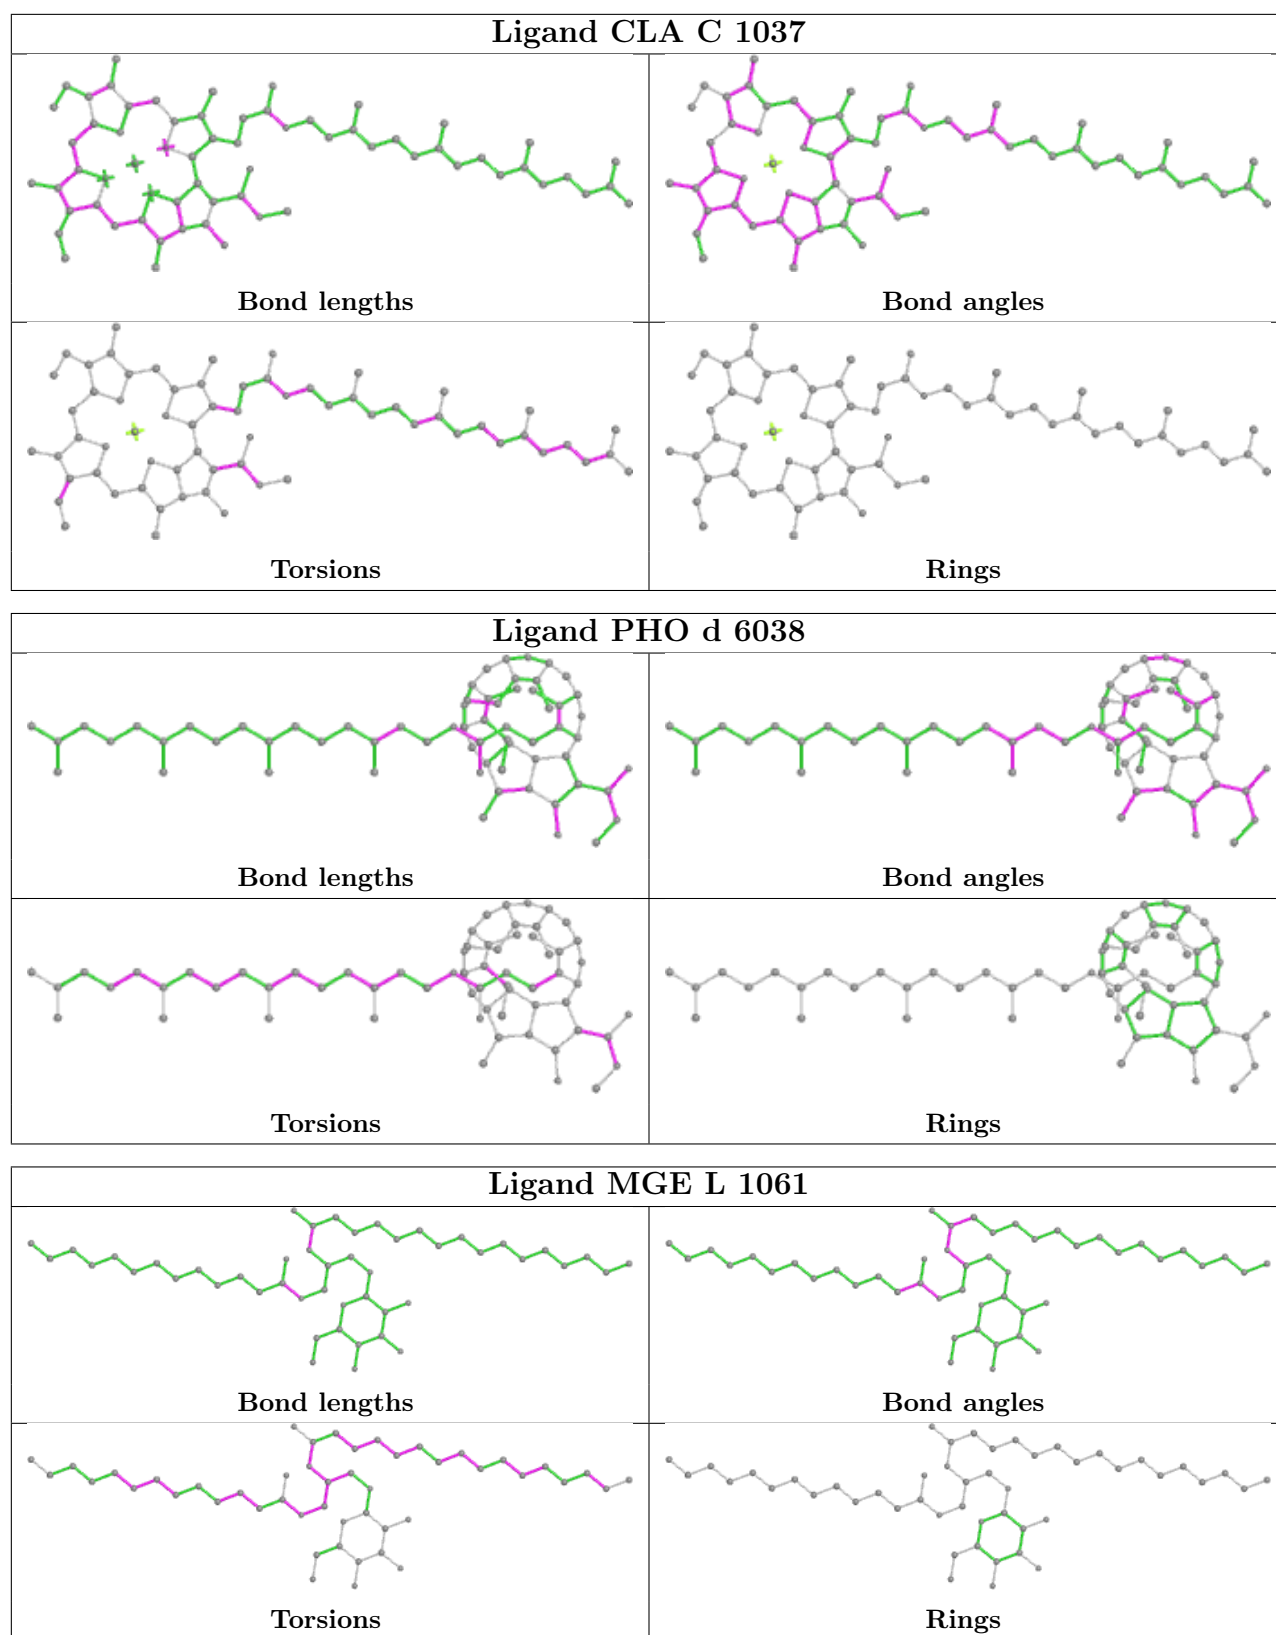 Ligand CLA C 1037
Bond lengths
Bond angles
Torsions
Rings
Ligand PHO d 6038
Bond lengths
Bond angles
Torsions
Rings
Ligand MGE L 1061
Bond lengths
Bond angles
Torsions
Rings